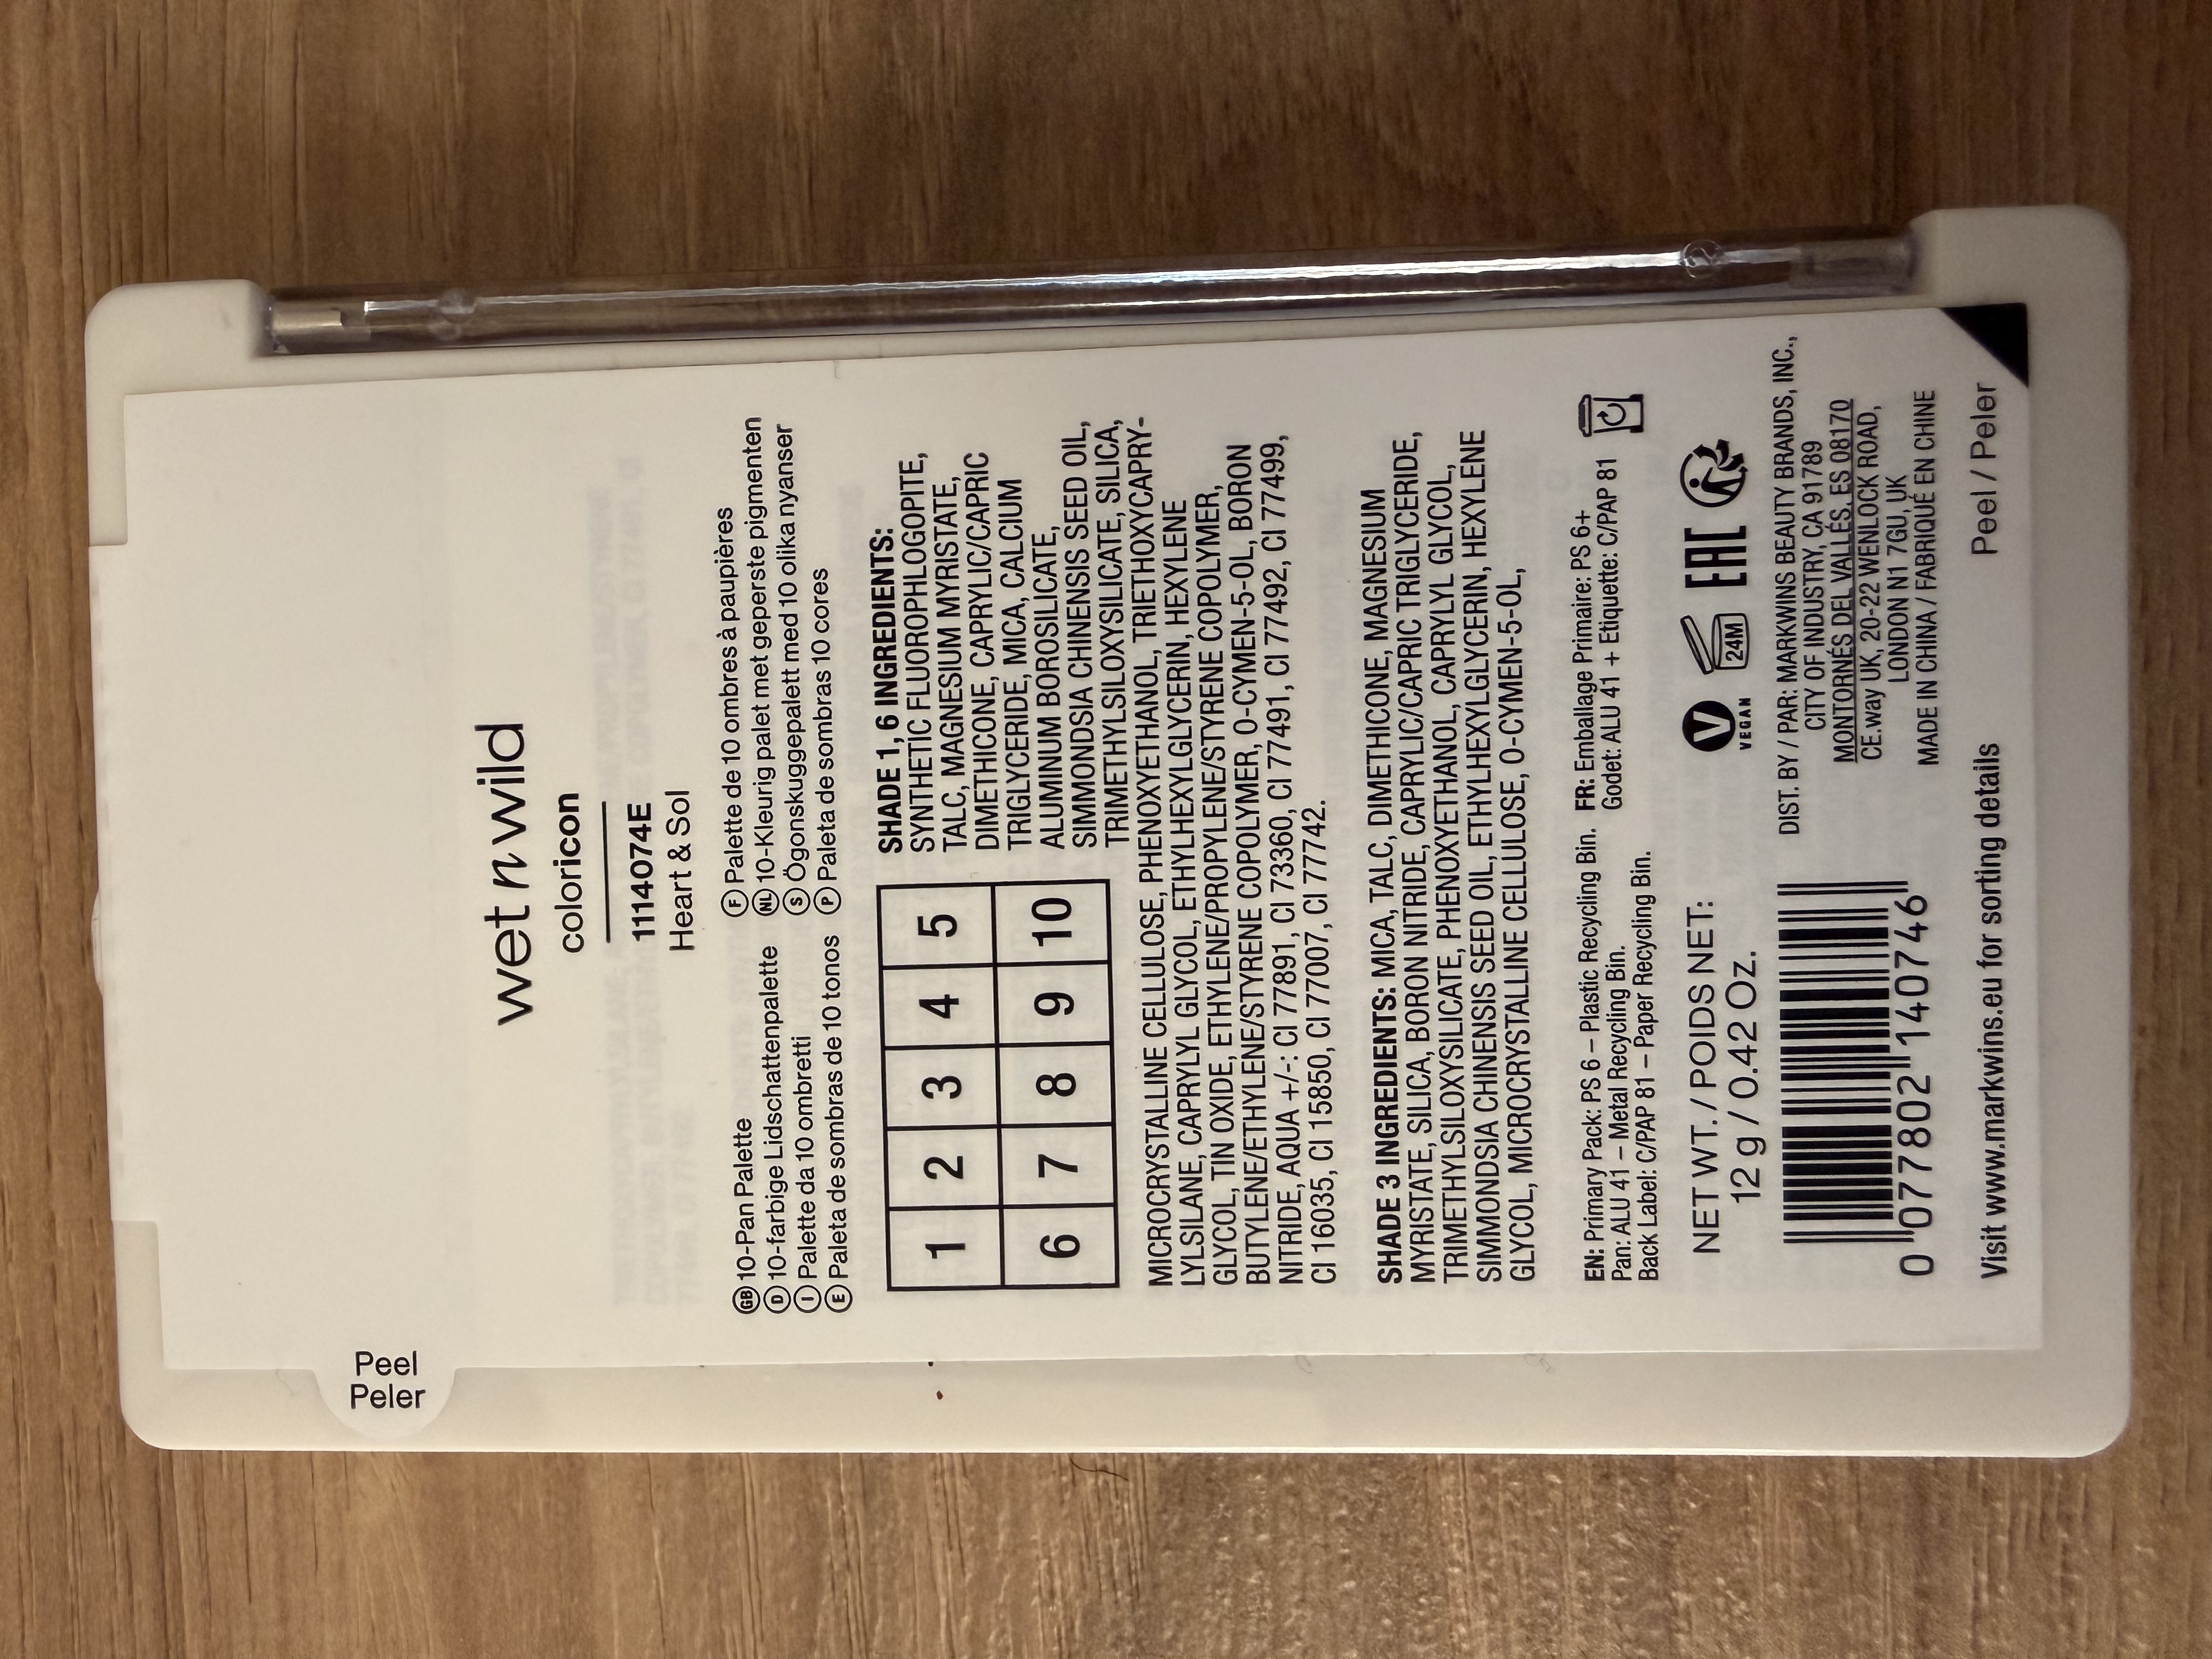 Peel
Peler
wet n wild
coloricon
1114074E
Heart & Sol
GB 10-Pan Palette
D 10-farbige Lidschattenpalette
I Palette da 10 ombretti
E Paleta de sombras de 10 tonos
F Palette de 10 ombres à paupières
NL 10-Kleurig palet met geperste pigmenten
S Ögonskuggepalett med 10 olika nyanser
P Paleta de sombras 10 cores
1 2 3 4 5
6 7 8 9 10
SHADE 1, 6 INGREDIENTS:
SYNTHETIC FLUOROPHLOGOPITE,
TALC, MAGNESIUM MYRISTATE,
DIMETHICONE, CAPRYLIC/CAPRIC
TRIGLYCERIDE, MICA, CALCIUM
ALUMINUM BOROSILICATE,
SIMMONDSIA CHINENSIS SEED OIL,
TRIMETHYLSILOXYSILICATE, SILICA,
MICROCRYSTALLINE CELLULOSE, PHENOXYETHANOL, TRIETHOXYCAPRY-
LYLSILANE, CAPRYLYL GLYCOL, ETHYLHEXYLGLYCERIN, HEXYLENE
GLYCOL, TIN OXIDE, ETHYLENE/PROPYLENE/STYRENE COPOLYMER,
BUTYLENE/ETHYLENE/STYRENE COPOLYMER, O-CYMEN-5-OL, BORON
NITRIDE, AQUA +/-: CI 77891, CI 73360, CI 77491, CI 77492, CI 77499,
CI 16035, CI 15850, CI 77007, CI 77742.
SHADE 3 INGREDIENTS: MICA, TALC, DIMETHICONE, MAGNESIUM
MYRISTATE, SILICA, BORON NITRIDE, CAPRYLIC/CAPRIC TRIGLYCERIDE,
TRIMETHYLSILOXYSILICATE, PHENOXYETHANOL, CAPRYLYL GLYCOL,
SIMMONDSIA CHINENSIS SEED OIL, ETHYLHEXYLGLYCERIN, HEXYLENE
GLYCOL, MICROCRYSTALLINE CELLULOSE, O-CYMEN-5-OL,
EN: Primary Pack: PS 6 – Plastic Recycling Bin.
Pan: ALU 41 – Metal Recycling Bin.
Back Label: C/PAP 81 – Paper Recycling Bin.
FR: Emballage Primaire: PS 6+
Godet: ALU 41 + Etiquette: C/PAP 81
NET WT. / POIDS NET:
12 g / 0.42 Oz.
V
VEGAN
24M
EAC
0 077802 140746
DIST. BY / PAR: MARKWINS BEAUTY BRANDS, INC.,
CITY OF INDUSTRY, CA 91789
MONTORNÉS DEL VALLÉS, ES 08170
CE.way UK, 20-22 WENLOCK ROAD,
LONDON N1 7GU, UK
MADE IN CHINA / FABRIQUÉ EN CHINE
Visit www.markwins.eu for sorting details
Peel / Peler